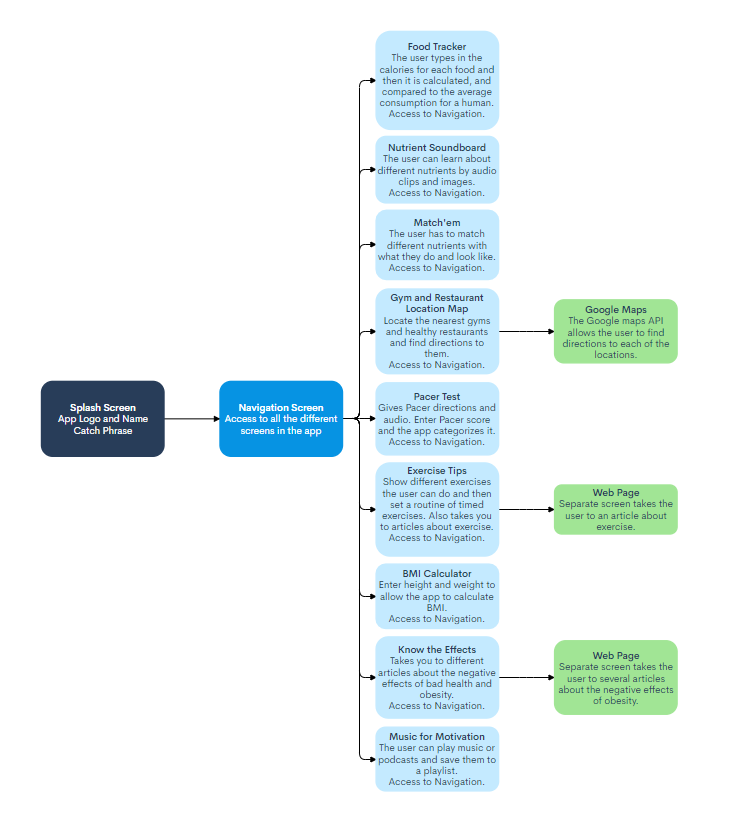 Food Tracker
The user types in the
calories for each food and
then it is calculated, and
compared to the average
consumption for a human.
Access to Navigation.
Nutrient Soundboard
The user can learn about
different nutrients by audio
clips and images.
Access to Navigation.
Match'em
The user has to match
different nutrients with
what they do and look like.
Access to Navigation.
Gym and Restaurant
Location Map
Locate the nearest gyms
and healthy restaurants
and find directions to
them.
Access to Navigation.
Google Maps
The Google maps API
allows the user to find
directions to each of the
locations.
Splash Screen
App Logo and Name
Catch Phrase
Navigation Screen
Access to all the different
screens in the app
Pacer Test
Gives Pacer directions and
audio. Enter Pacer score
and the app categorizes it.
Access to Navigation.
Exercise Tips
Show different exercises
the user can do and then
set a routine of timed
exercises. Also takes you
to articles about exercise.
Access to Navigation.
Web Page
Separate screen takes the
user to an article about
exercise.
BMI Calculator
Enter height and weight to
allow the app to calculate
BMI.
Access to Navigation.
Know the Effects
Takes you to different
articles about the negative
effects of bad health and
obesity.
Access to Navigation.
Web Page
Separate screen takes the
user to several articles
about the negative effects
of obesity.
Music for Motivation
The user can play music or
podcasts and save them to
a playlist.
Access to Navigation.